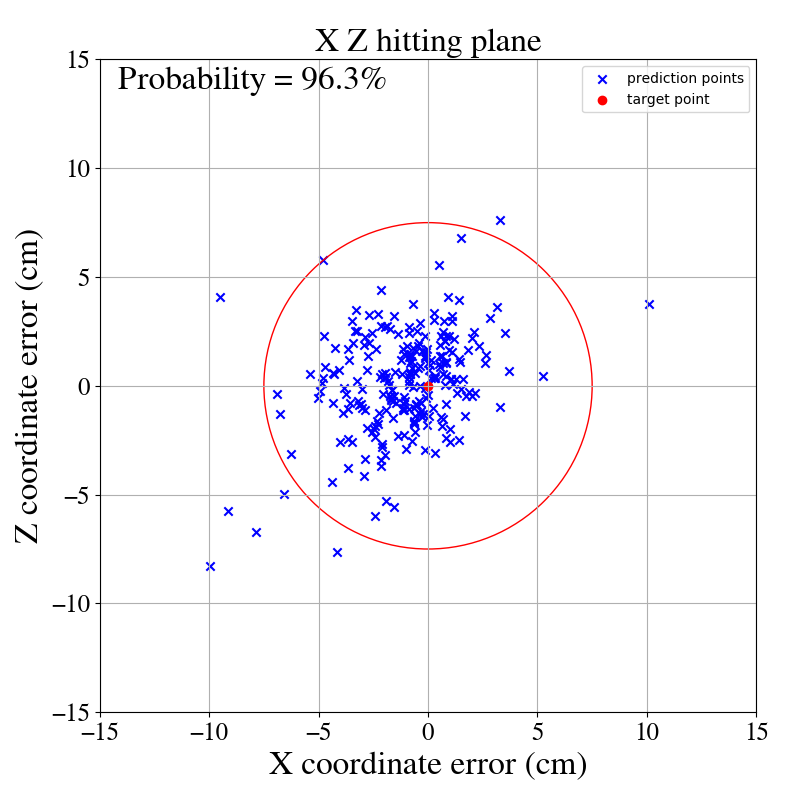 X Z hitting plane
Probability = 96.3%
prediction points
target point
15
10
5
0
−5
−10
−15
Z coordinate error (cm)
−15 −10 −5 0 5 10 15
X coordinate error (cm)